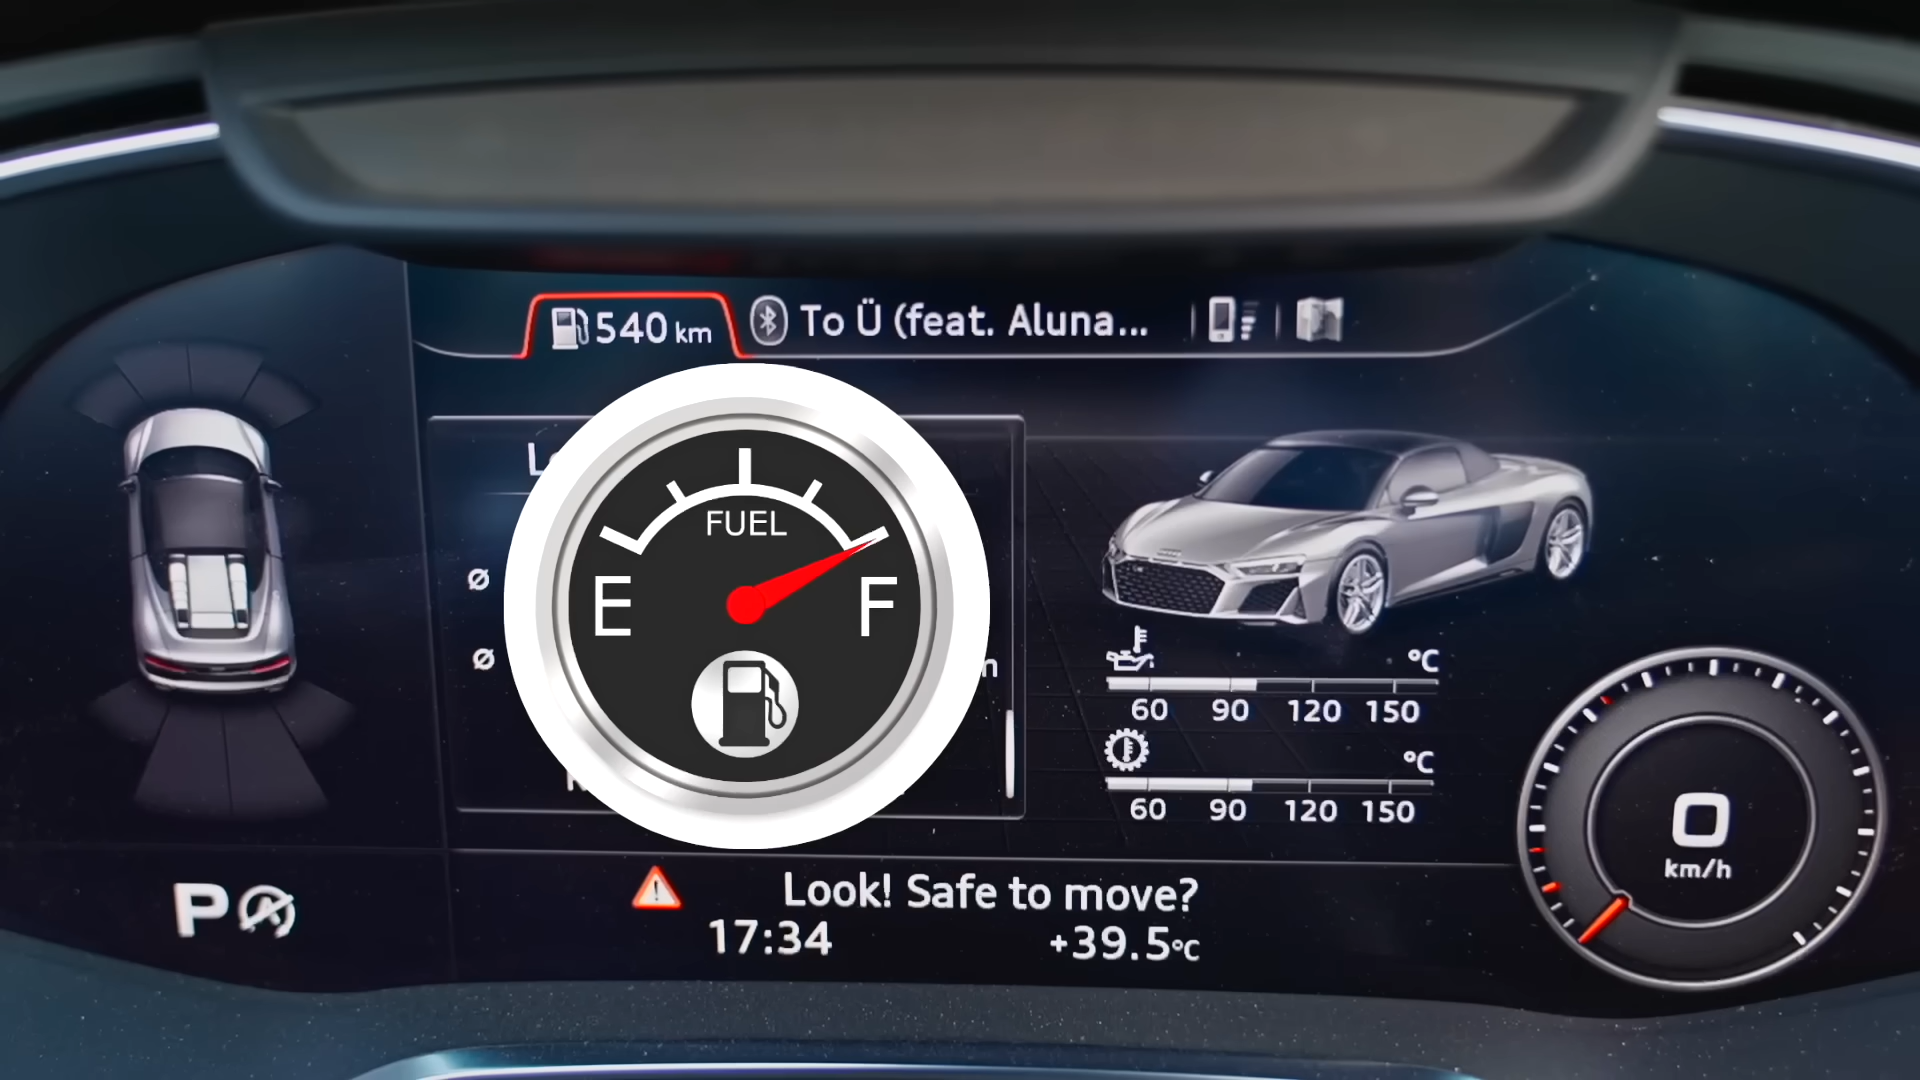 540 km
To Ü (feat. Aluna...
FUEL
E
F
°C
60 90 120 150
°C
60 90 120 150
0
km/h
P
Look! Safe to move?
17:34
+39.5°C